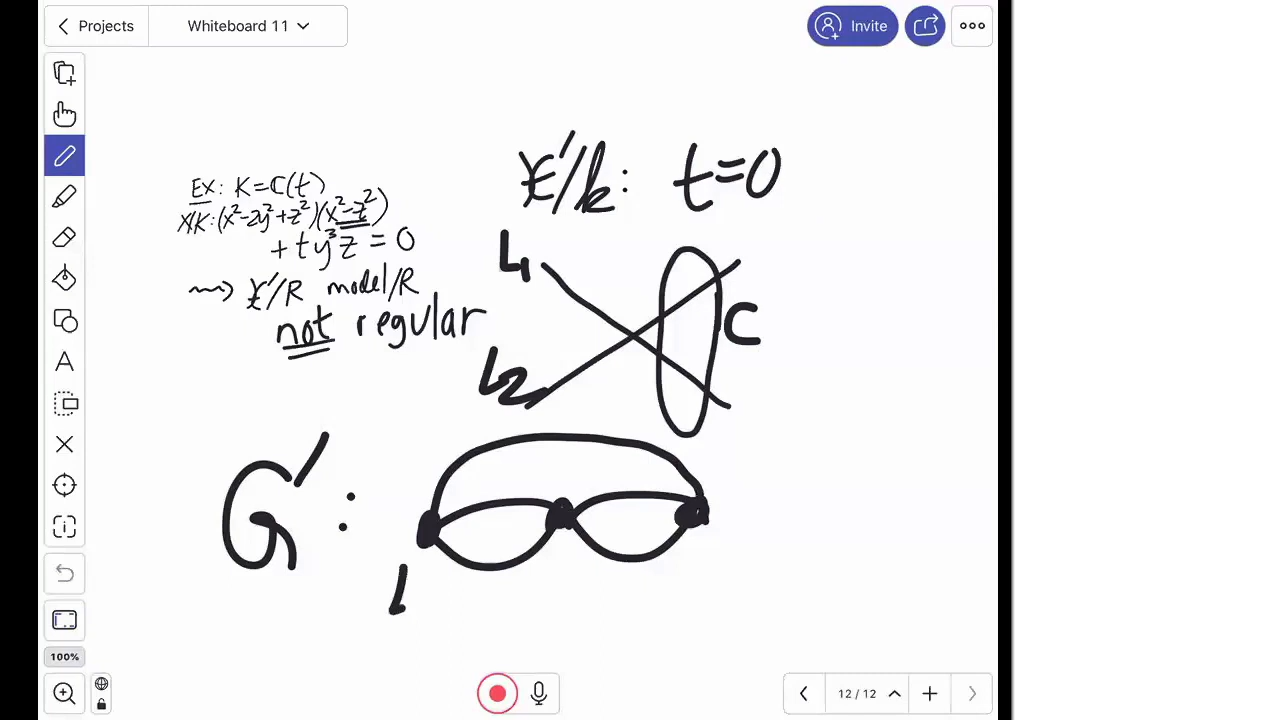 Projects
Whiteboard 11
Invite
Ex: K=ℂ(t)
X/K: (x²-2y²+z²)(x²-z²)
+ty³z=0
⇝ 𝔛'/R model/R
not regular
𝔛'/k: t=0
L1
C
L2
G':
A
100%
12 / 12